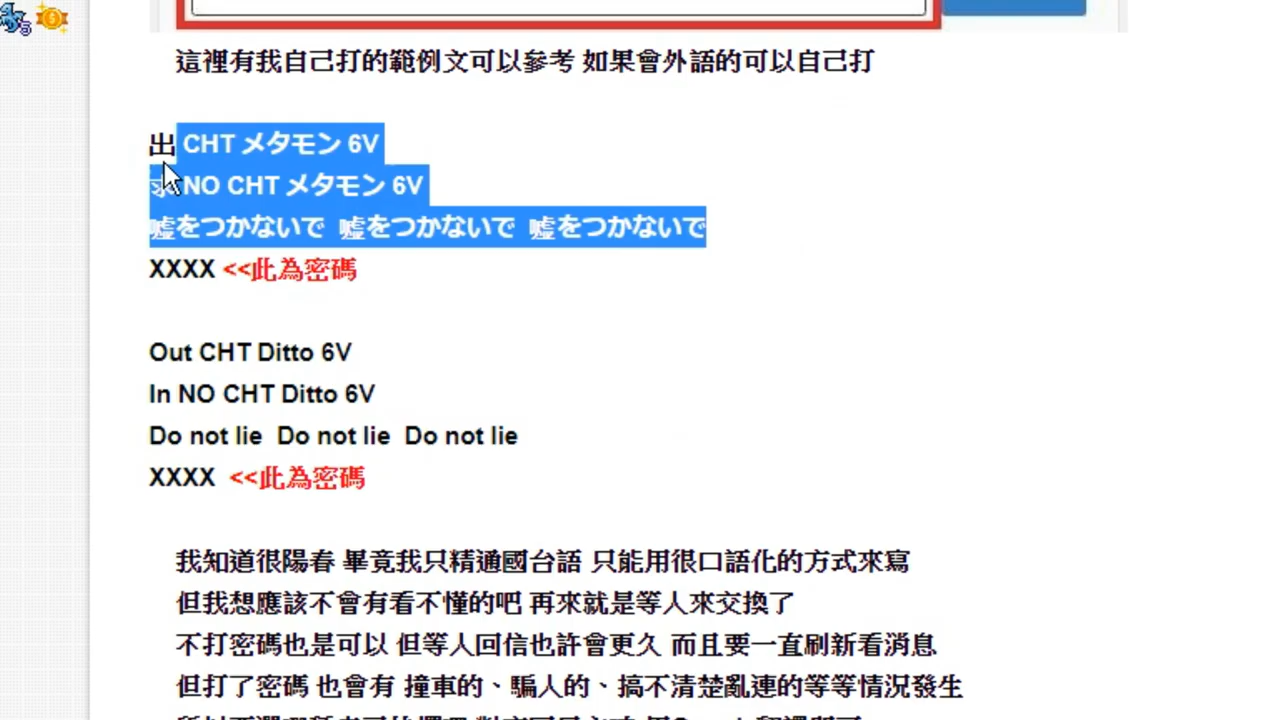 這裡有我自己打的範例文可以參考 如果會外語的可以自己打
出 CHT メタモン 6V
求 NO CHT メタモン 6V
嘘をつかないで 嘘をつかないで 嘘をつかないで
XXXX <<此為密碼
Out CHT Ditto 6V
In NO CHT Ditto 6V
Do not lie Do not lie Do not lie
XXXX <<此為密碼
我知道很陽春 畢竟我只精通國台語 只能用很口語化的方式來寫
但我想應該不會有看不懂的吧 再來就是等人來交換了
不打密碼也是可以 但等人回信也許會更久 而且要一直刷新看消息
但打了密碼 也會有 撞車的、騙人的、搞不清楚亂連的等等情況發生